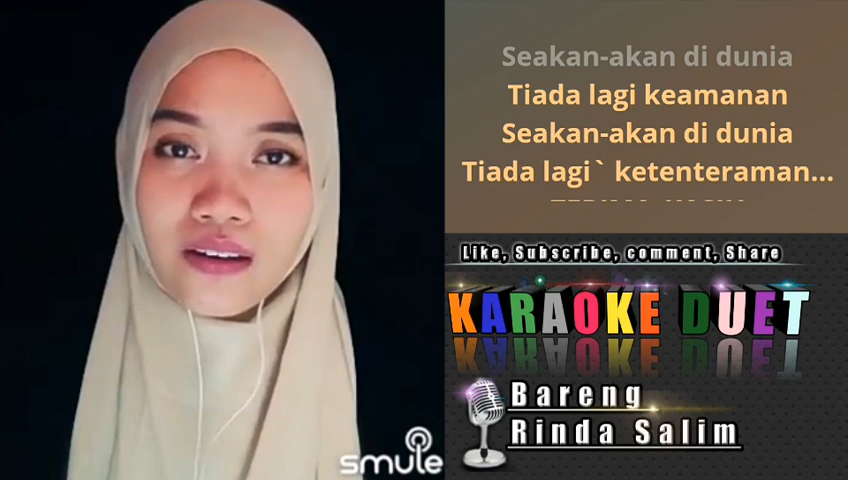 Seakan-akan di dunia
Tiada lagi keamanan
Seakan-akan di dunia
Tiada lagi` ketenteraman...
Like, Subscribe, comment, Share
KARAOKE DUET
Bareng
Rinda Salim
smule